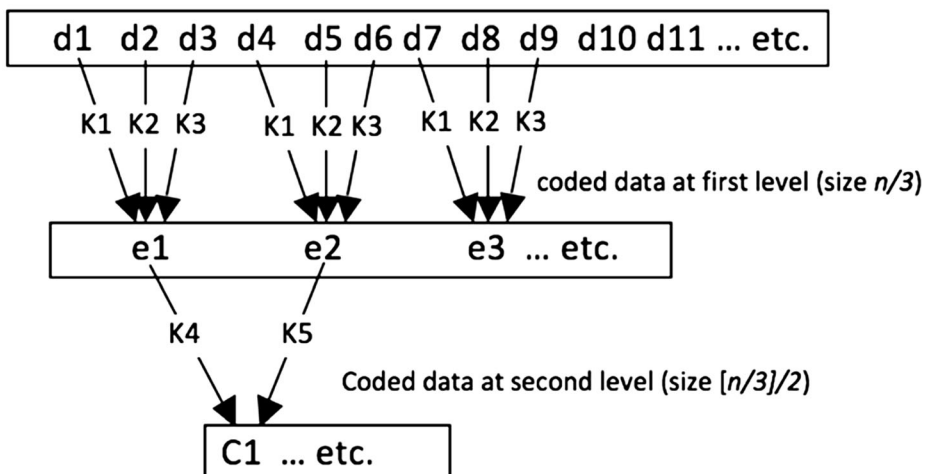 d1 d2 d3 d4 d5 d6 d7 d8 d9 d10 d11 ... etc.
K1 K2 K3 K1 K2 K3 K1 K2 K3
coded data at first level (size n/3)
e1 e2 e3 ... etc.
K4 K5
Coded data at second level (size [n/3]/2)
C1 ... etc.